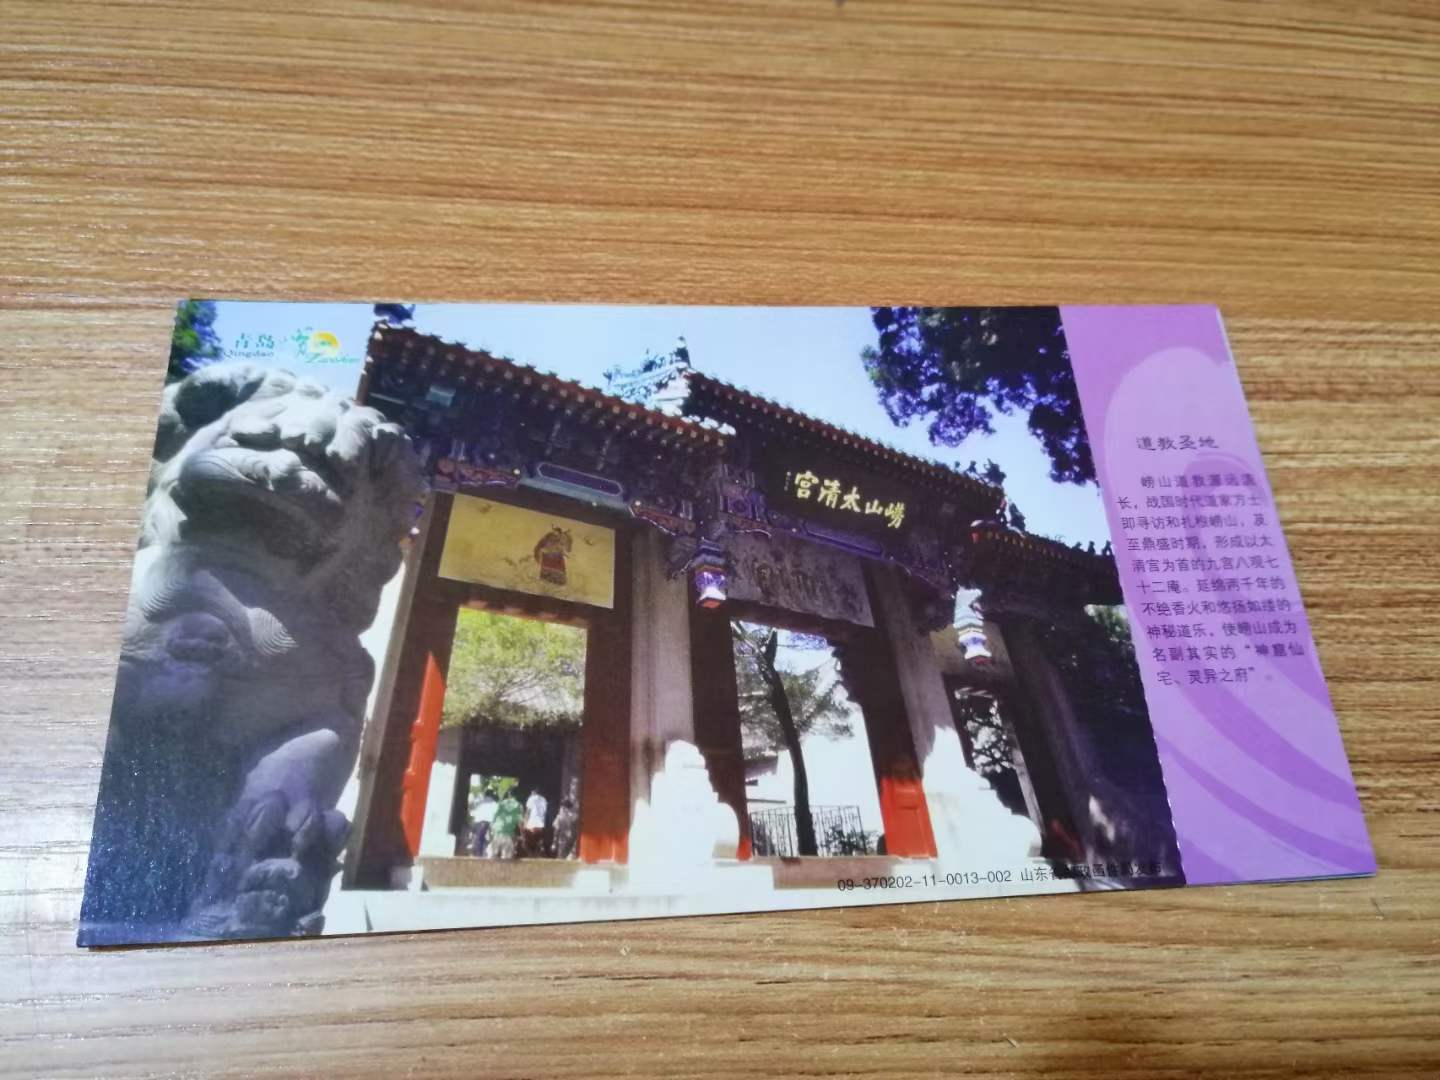 青岛
Qingdao
崂山太清宫
道教圣地
崂山道教源远流
长，战国时代道家方士
即寻访和扎根崂山，及
至鼎盛时期，形成以太
清宫为首的九宫八观七
十二庵。延绵两千年的
不绝香火和悠扬如缕的
神秘道乐，使崂山成为
名副其实的“神窟仙
宅、灵异之府”。
09-370202-11-0013-002 山东省